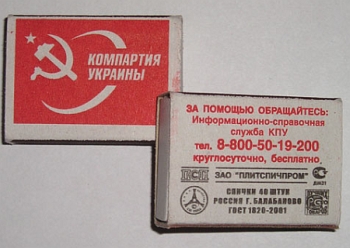 КОМПАРТИЯ
УКРАИНЫ
ЗА ПОМОЩЬЮ ОБРАЩАЙТЕСЬ:
Информационно-справочная
служба КПУ
тел. 8-800-50-19-200
круглосуточно, бесплатно
ЗАО "ПЛИТСПИЧПРОМ"
СПИЧКИ 40 ШТУК
РОССИЯ Г. БАЛАБАНОВО
ГОСТ 1820-2001